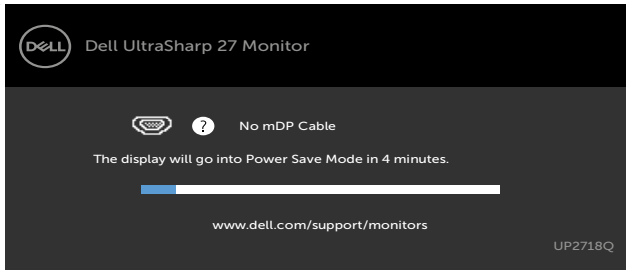 DELL
Dell UltraSharp 27 Monitor
? No mDP Cable
The display will go into Power Save Mode in 4 minutes.
www.dell.com/support/monitors
UP2718Q